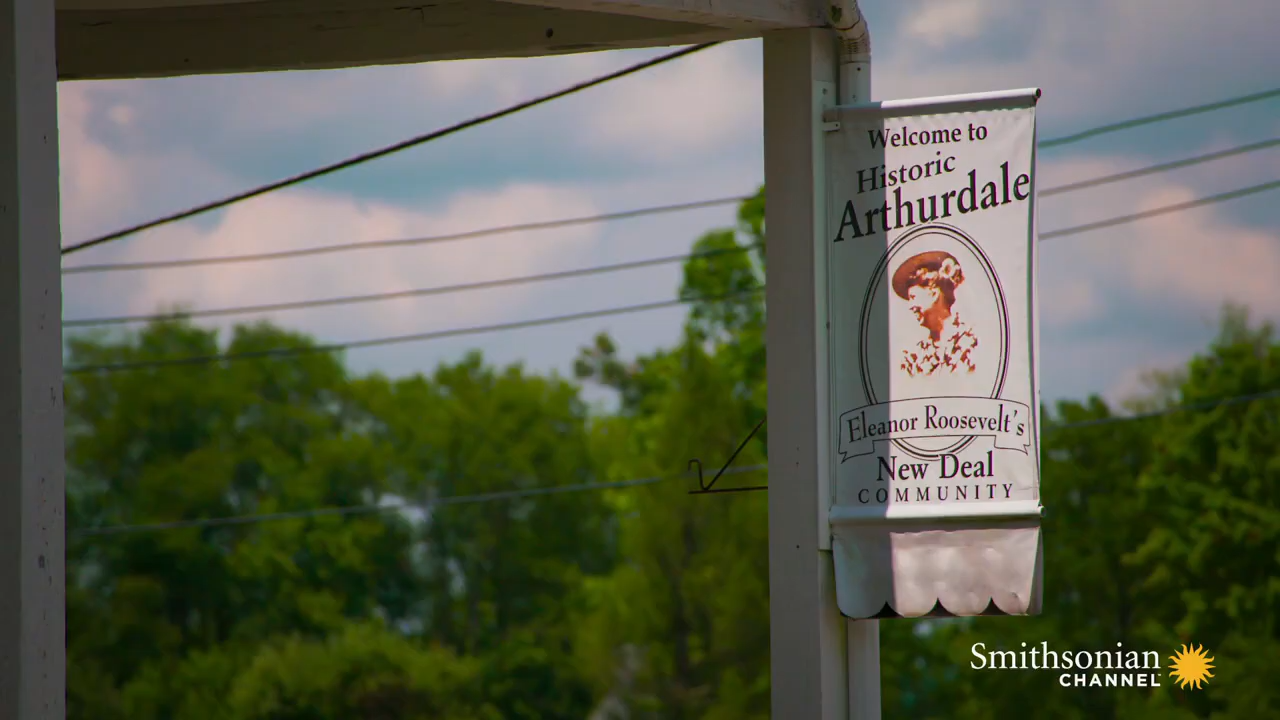 Welcome to
Historic
Arthurdale
Eleanor Roosevelt's
New Deal
COMMUNITY
Smithsonian
CHANNEL